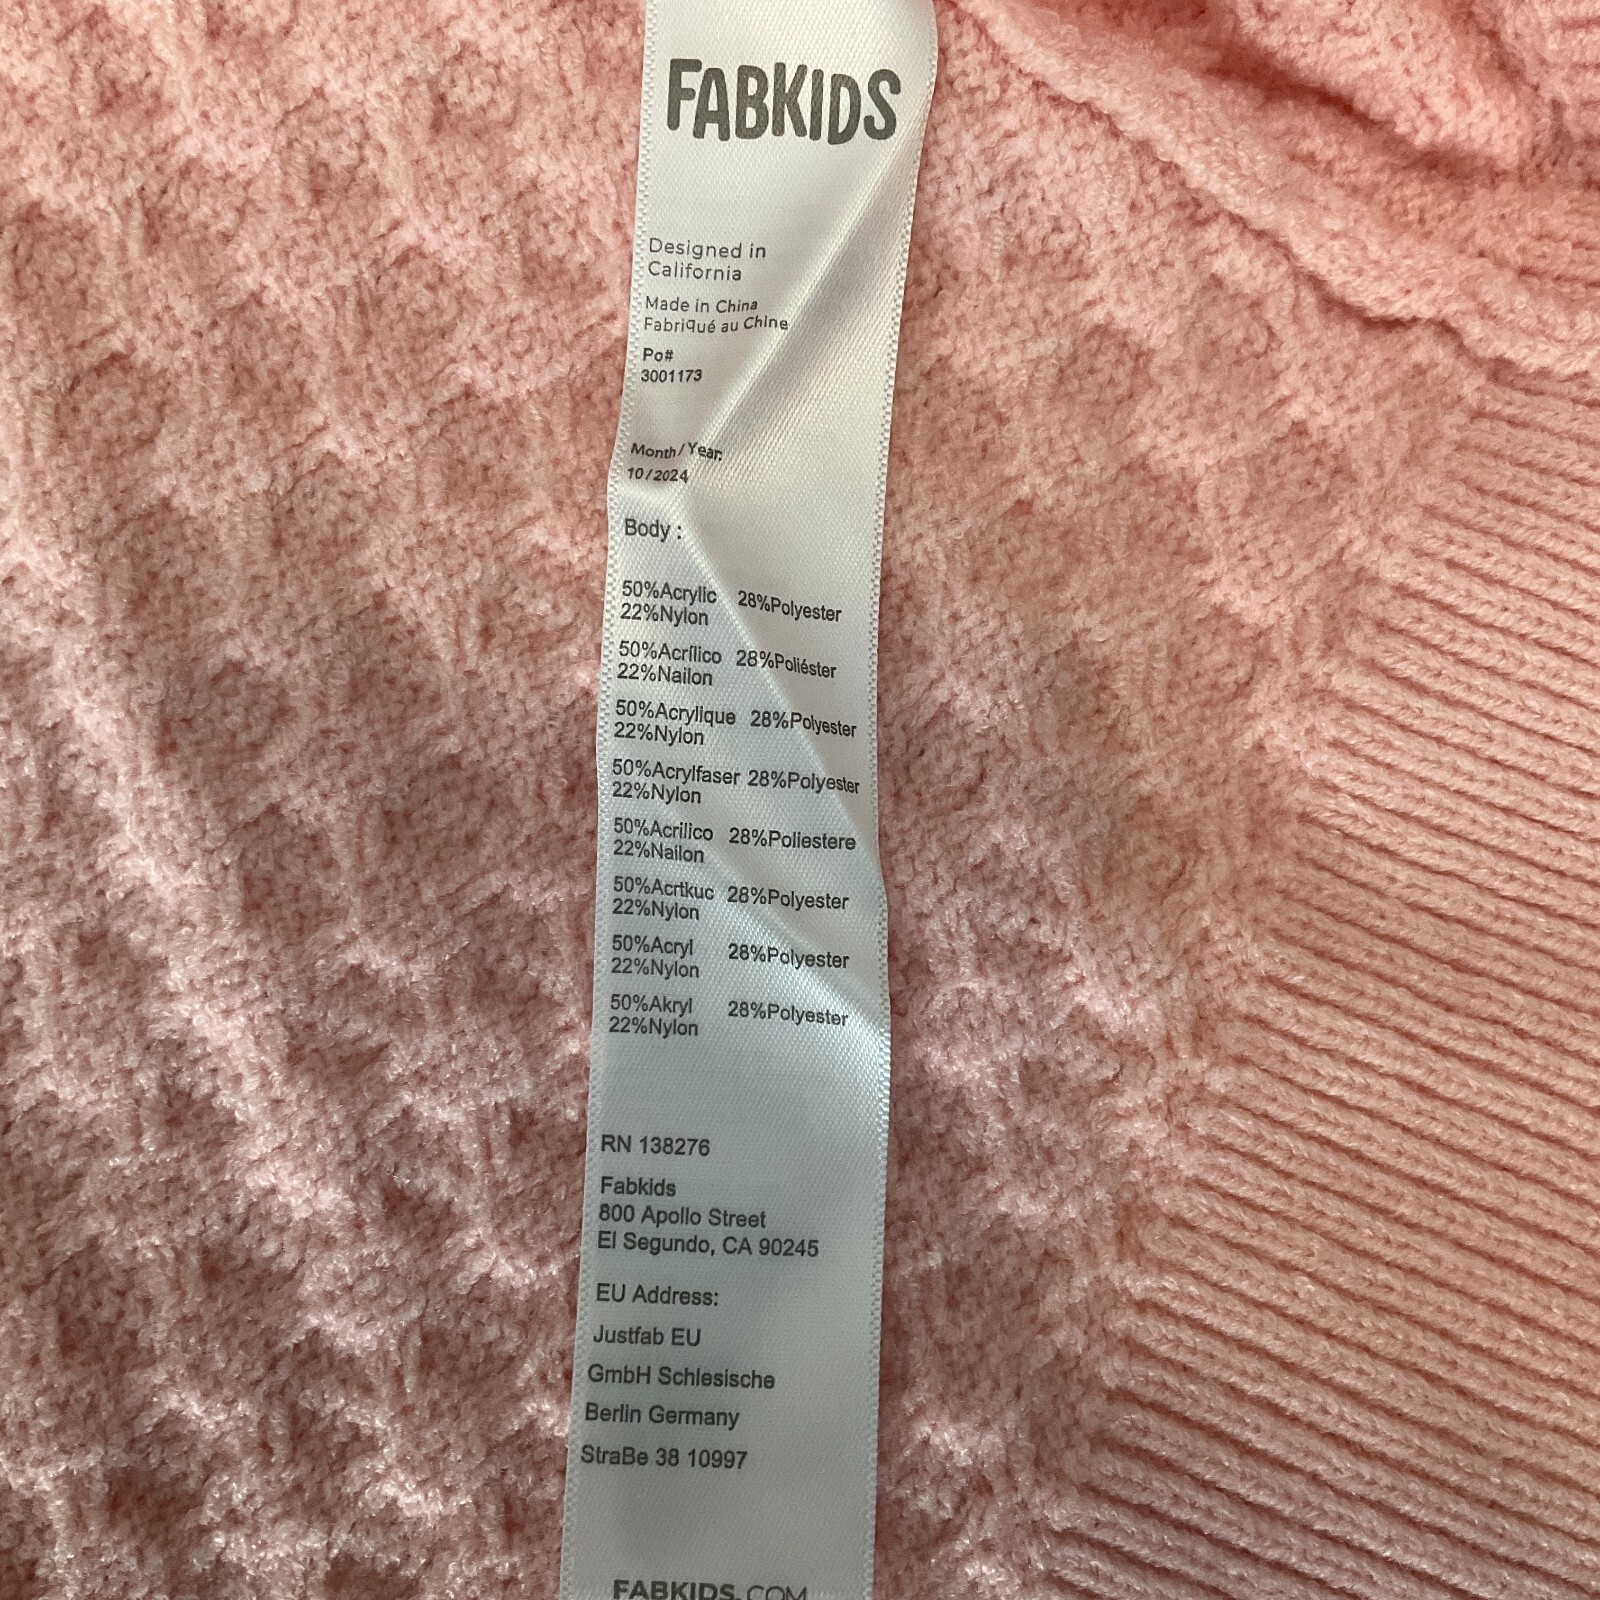 FABKIDS
Designed in
California
Made in China
Fabriqué au Chine
Po#
3001173
Month/Year:
10/2024
Body :
50%Acrylic 28%Polyester
22%Nylon
50%Acrílico 28%Poliéster
22%Nailon
50%Acrylique 28%Polyester
22%Nylon
50%Acrylfaser 28%Polyester
22%Nylon
50%Acrilico 28%Poliestere
22%Nailon
50%Acrtkuc 28%Polyester
22%Nylon
50%Acryl 28%Polyester
22%Nylon
50%Akryl 28%Polyester
22%Nylon
RN 138276
Fabkids
800 Apollo Street
El Segundo, CA 90245
EU Address:
Justfab EU
GmbH Schlesische
Berlin Germany
StraBe 38 10997
FABKIDS.COM